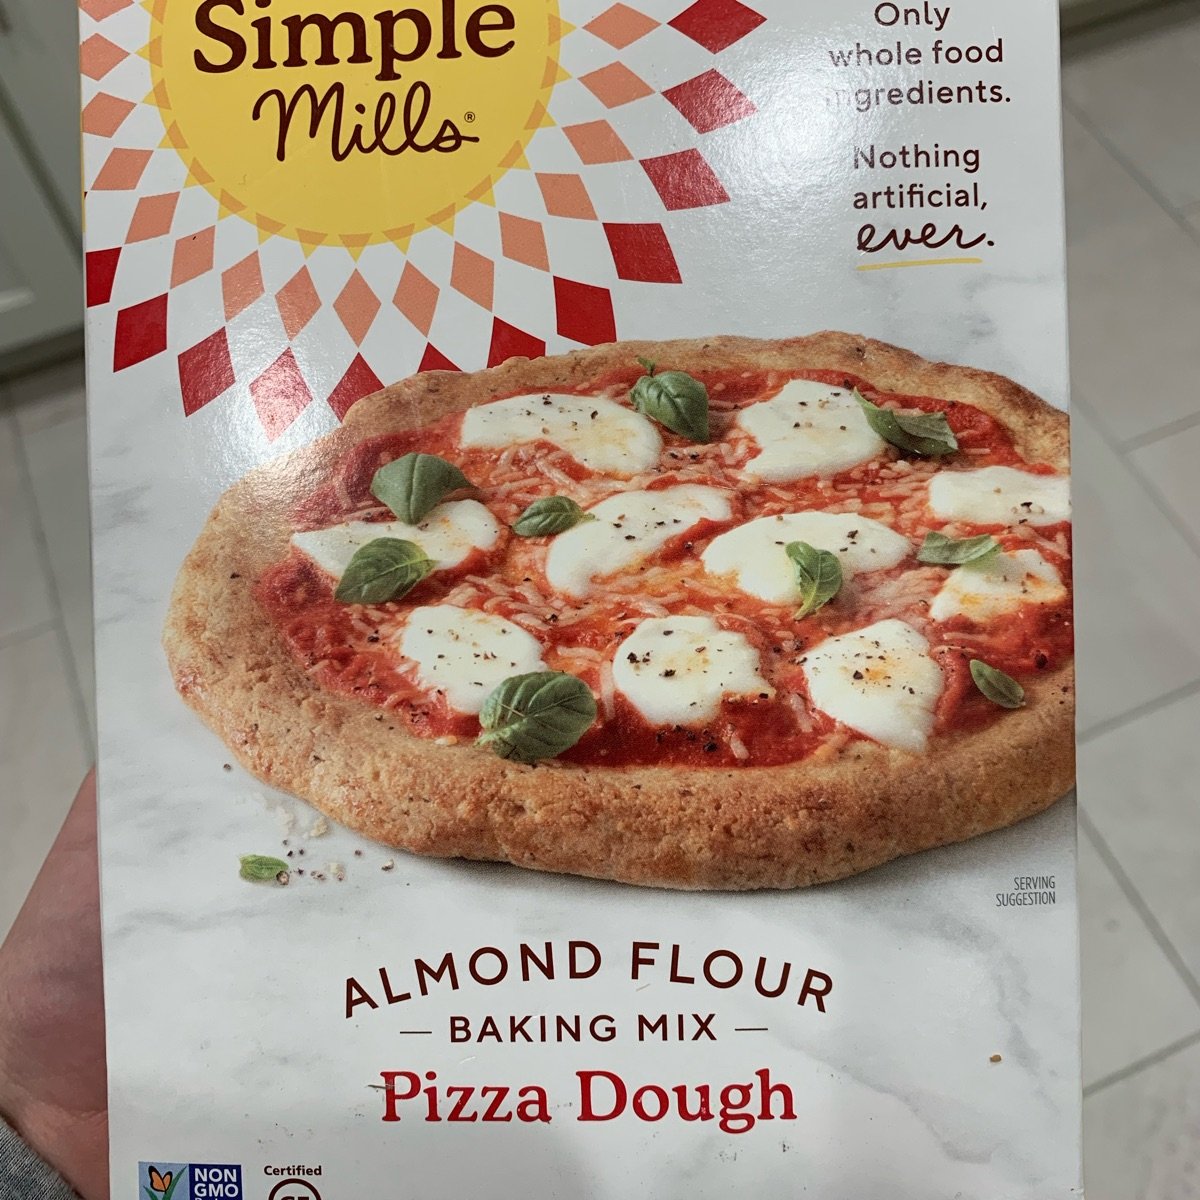 Simple
Mills®
Only
whole food
ingredients.
Nothing
artificial,
ever.
SERVING
SUGGESTION
ALMOND FLOUR
BAKING MIX
Pizza Dough
NON
GMO
Certified